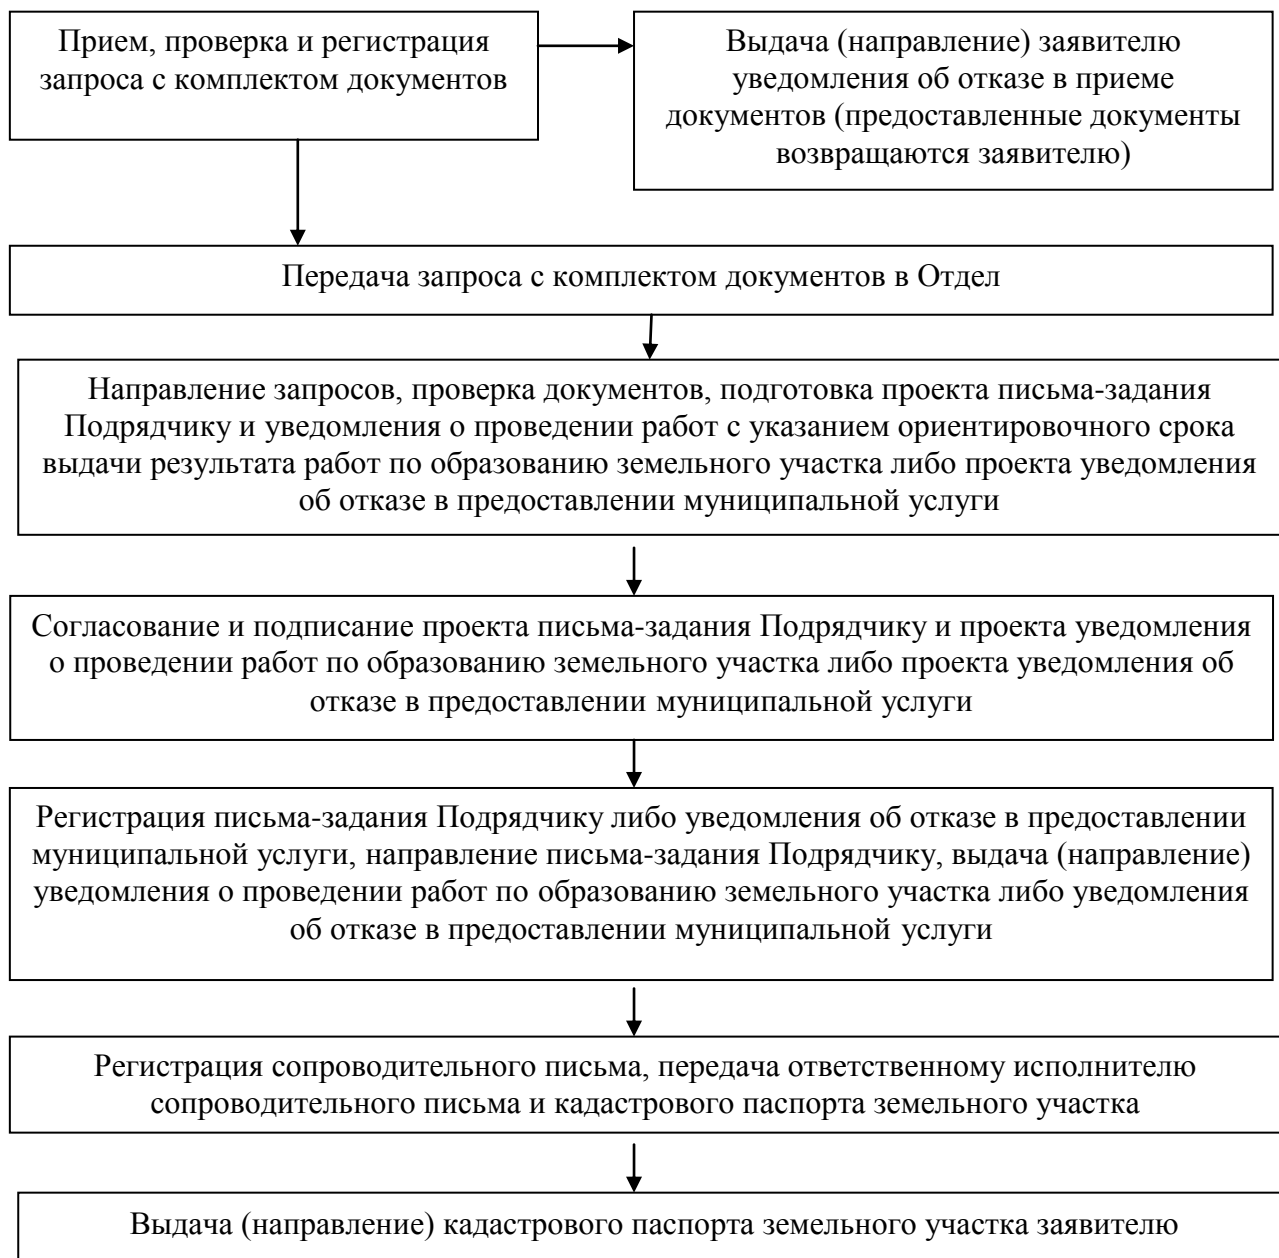 Прием, проверка и регистрация
запроса с комплектом документов
Выдача (направление) заявителю
уведомления об отказе в приеме
документов (предоставленные документы
возвращаются заявителю)
Передача запроса с комплектом документов в Отдел
Направление запросов, проверка документов, подготовка проекта письма-задания
Подрядчику и уведомления о проведении работ с указанием ориентировочного срока
выдачи результата работ по образованию земельного участка либо проекта уведомления
об отказе в предоставлении муниципальной услуги
Согласование и подписание проекта письма-задания Подрядчику и проекта уведомления
о проведении работ по образованию земельного участка либо проекта уведомления об
отказе в предоставлении муниципальной услуги
Регистрация письма-задания Подрядчику либо уведомления об отказе в предоставлении
муниципальной услуги, направление письма-задания Подрядчику, выдача (направление)
уведомления о проведении работ по образованию земельного участка либо уведомления
об отказе в предоставлении муниципальной услуги
Регистрация сопроводительного письма, передача ответственному исполнителю
сопроводительного письма и кадастрового паспорта земельного участка
Выдача (направление) кадастрового паспорта земельного участка заявителю